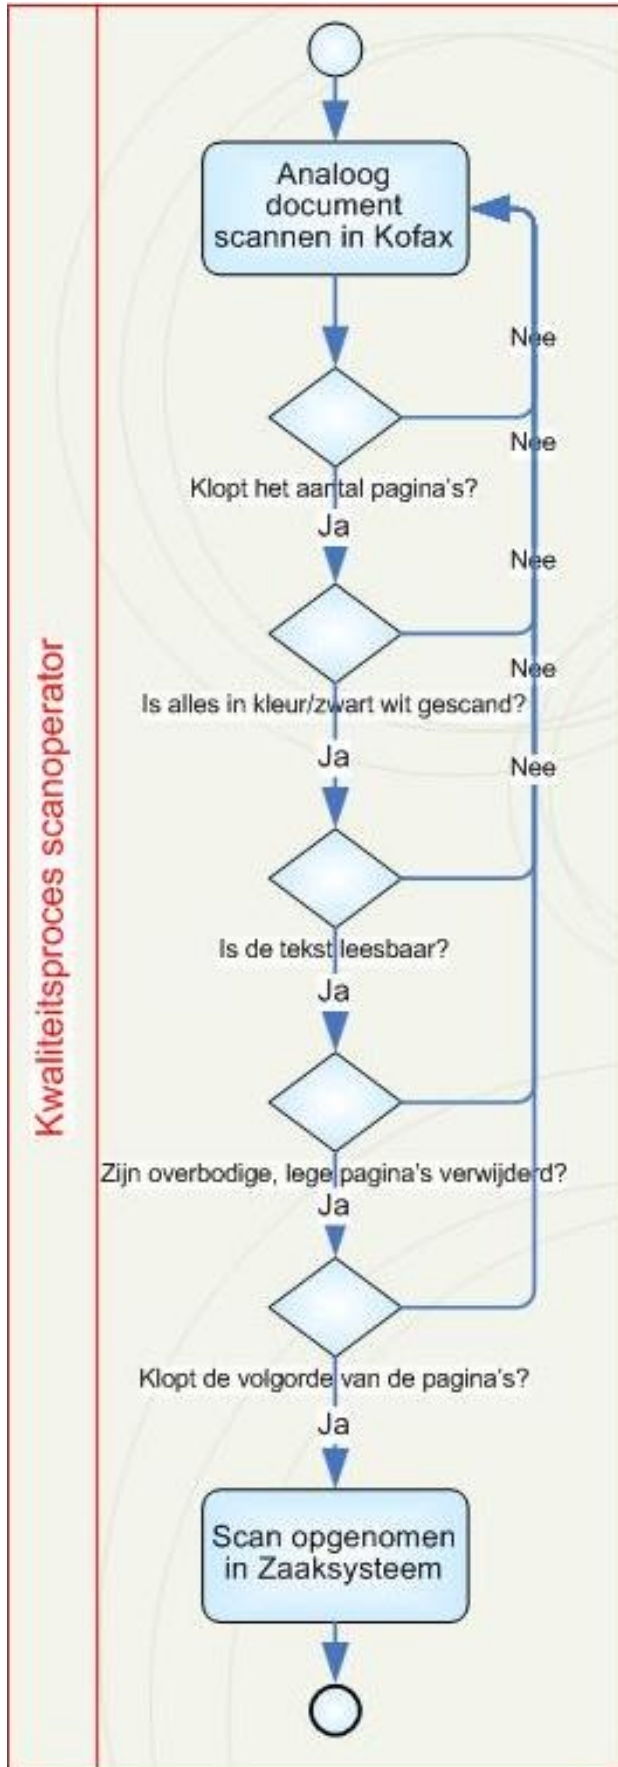 Kwaliteitsproces scanoperator
Analoog
document
scannen in Kofax
Nee
Nee
Klopt het aantal pagina's?
Ja
Nee
Nee
Is alles in kleur/zwart wit gescand?
Ja
Nee
Is de tekst leesbaar?
Ja
Zijn overbodige, lege pagina's verwijderd?
Ja
Klopt de volgorde van de pagina's?
Ja
Scan opgenomen
in Zaaksysteem